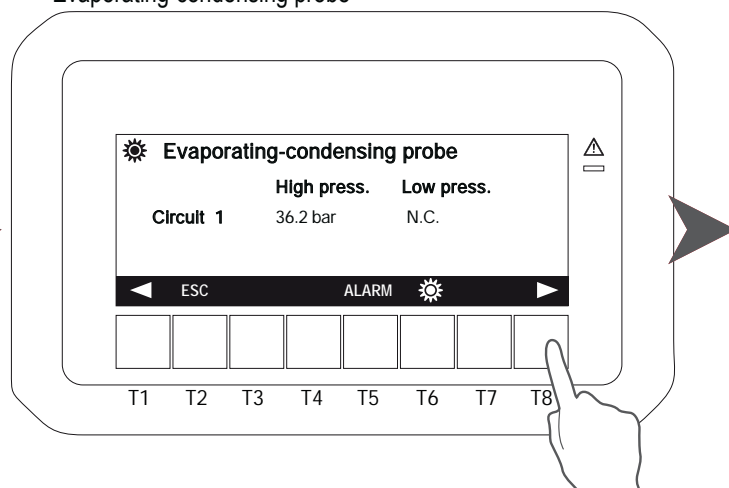 Evaporating-condensing probe
Evaporating-condensing probe
High press. Low press.
Circuit 1 36.2 bar N.C.
ESC ALARM
T1 T2 T3 T4 T5 T6 T7 T8